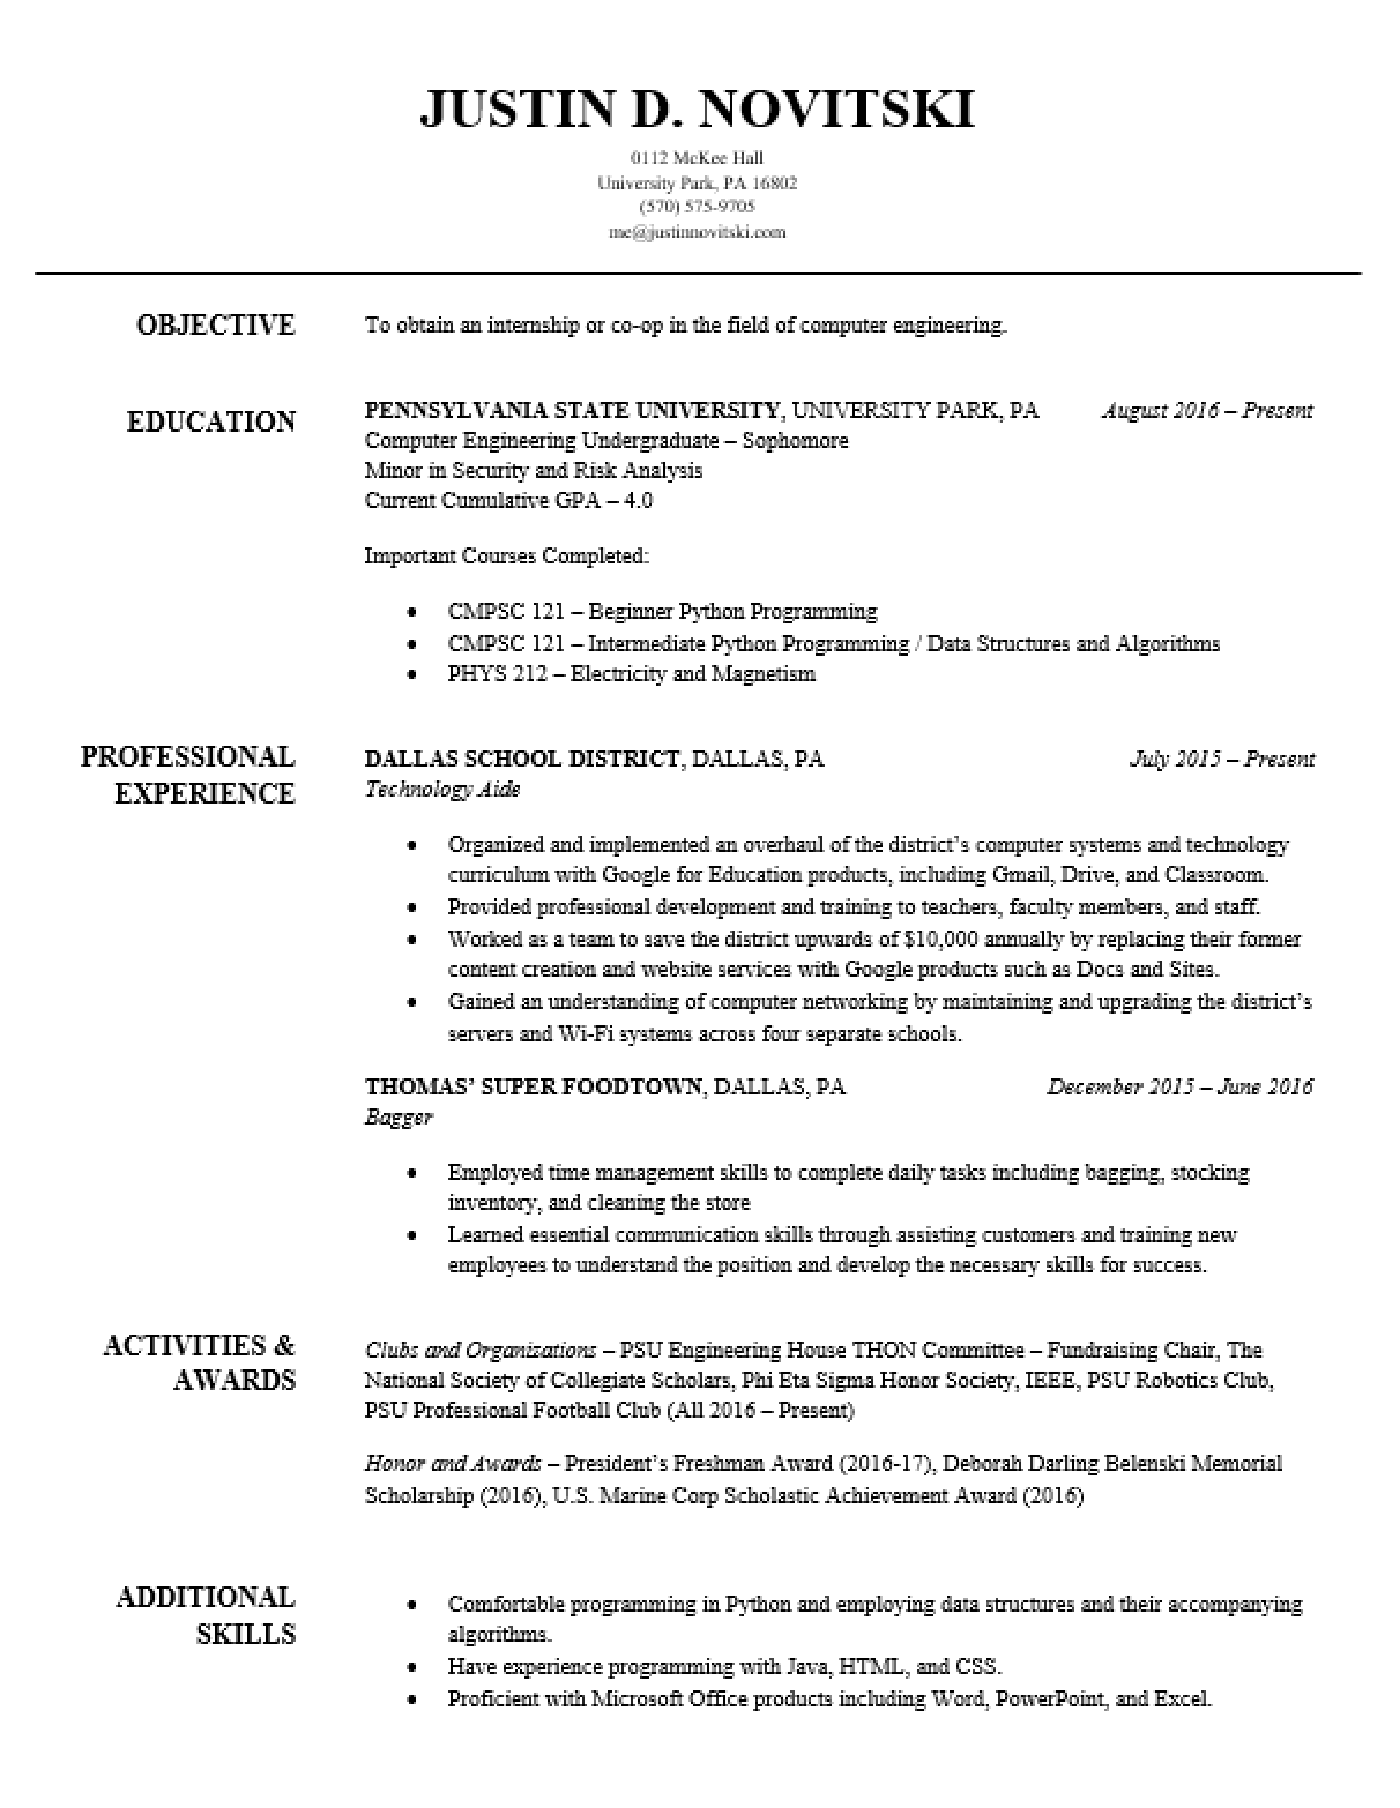 JUSTIN D. NOVITSKI
0112 McKee Hall
University Park, PA 16802
(570) 575-9705
me@justinnovitski.com
OBJECTIVE
To obtain an internship or co-op in the field of computer engineering.
EDUCATION
PENNSYLVANIA STATE UNIVERSITY, UNIVERSITY PARK, PA August 2016 – Present
Computer Engineering Undergraduate – Sophomore
Minor in Security and Risk Analysis
Current Cumulative GPA – 4.0
Important Courses Completed:
• CMPSC 121 – Beginner Python Programming
• CMPSC 121 – Intermediate Python Programming / Data Structures and Algorithms
• PHYS 212 – Electricity and Magnetism
PROFESSIONAL
EXPERIENCE
DALLAS SCHOOL DISTRICT, DALLAS, PA July 2015 – Present
Technology Aide
• Organized and implemented an overhaul of the district’s computer systems and technology
curriculum with Google for Education products, including Gmail, Drive, and Classroom.
• Provided professional development and training to teachers, faculty members, and staff.
• Worked as a team to save the district upwards of $10,000 annually by replacing their former
content creation and website services with Google products such as Docs and Sites.
• Gained an understanding of computer networking by maintaining and upgrading the district’s
servers and Wi-Fi systems across four separate schools.
THOMAS’ SUPER FOODTOWN, DALLAS, PA December 2015 – June 2016
Bagger
• Employed time management skills to complete daily tasks including bagging, stocking
inventory, and cleaning the store
• Learned essential communication skills through assisting customers and training new
employees to understand the position and develop the necessary skills for success.
ACTIVITIES &
AWARDS
Clubs and Organizations – PSU Engineering House THON Committee – Fundraising Chair, The
National Society of Collegiate Scholars, Phi Eta Sigma Honor Society, IEEE, PSU Robotics Club,
PSU Professional Football Club (All 2016 – Present)
Honor and Awards – President’s Freshman Award (2016-17), Deborah Darling Belenski Memorial
Scholarship (2016), U.S. Marine Corp Scholastic Achievement Award (2016)
ADDITIONAL
SKILLS
• Comfortable programming in Python and employing data structures and their accompanying
algorithms.
• Have experience programming with Java, HTML, and CSS.
• Proficient with Microsoft Office products including Word, PowerPoint, and Excel.